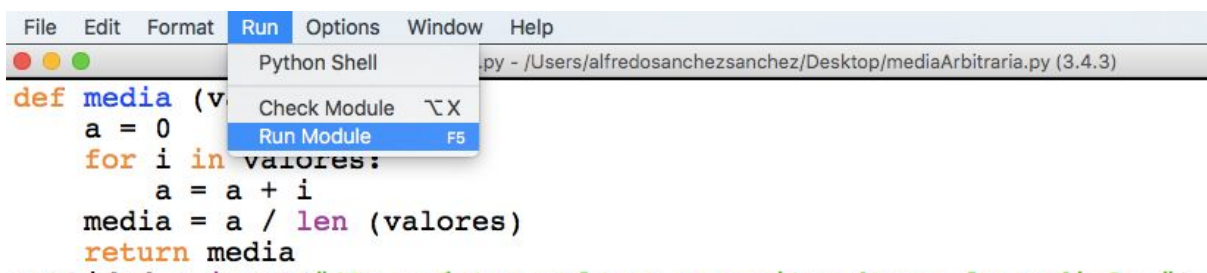 File Edit Format Run Options Window Help
Python Shell .py - /Users/alfredosanchezsanchez/Desktop/mediaArbitraria.py (3.4.3)
def media (v
Check Module ⌥X
a = 0
Run Module F5
for i in valores:
a = a + i
media = a / len (valores)
return media